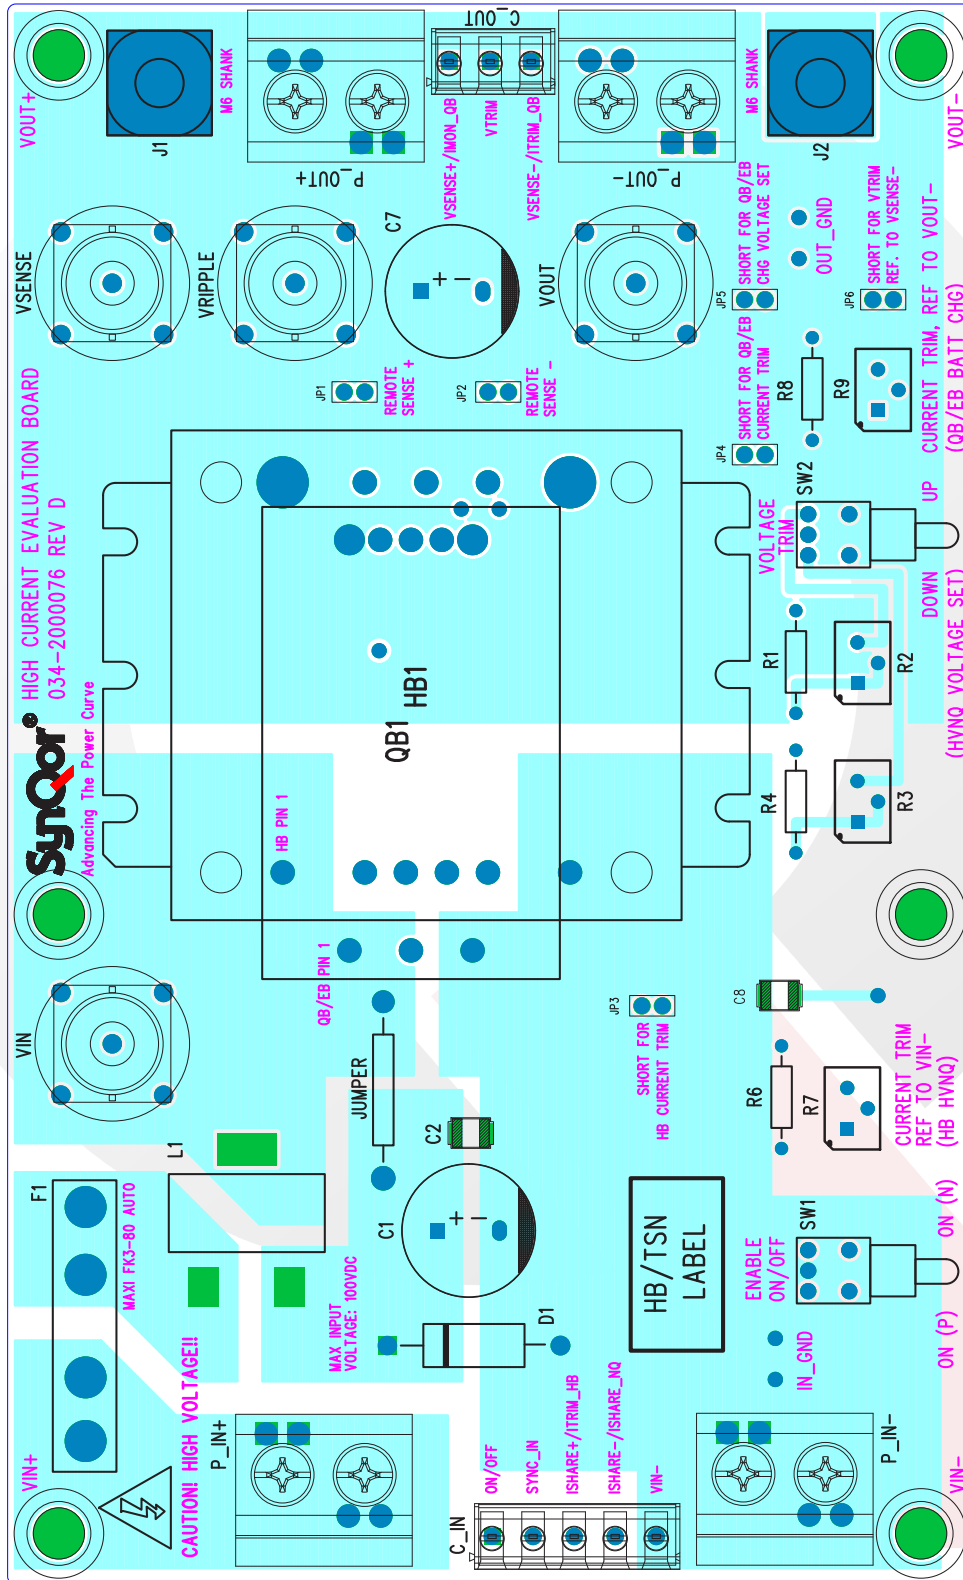 C_OUT
VOUT+
J1
M6 SHANK
P_OUT+
VSENSE+/IMON_QB
VTRIM
VSENSE-/ITRIM_QB
P_OUT-
M6 SHANK
J2
VOUT-
VSENSE
VRIPPLE
C7
+
-
VOUT
JP5
SHORT FOR QB/EB
CHG VOLTAGE SET
OUT_GND
JP6
SHORT FOR VTRIM
REF. TO VSENSE-
JP1
REMOTE
SENSE +
JP2
REMOTE
SENSE -
JP4
SHORT FOR QB/EB
CURRENT TRIM
R8
R9
CURRENT TRIM, REF TO VOUT-
(QB/EB BATT CHG)
HIGH CURRENT EVALUATION BOARD
034-2000076 REV D
SynQor®
Advancing The Power Curve
VOLTAGE
TRIM
SW2
UP
DOWN
(HVNQ VOLTAGE SET)
R1
R2
R4
R3
QB1
HB1
HB PIN 1
QB/EB PIN 1
VIN
JUMPER
JP3
SHORT FOR
HB CURRENT TRIM
C8
R6
R7
CURRENT TRIM
REF TO VIN-
(HB HVNQ)
L1
C2
F1
MAXI FK3-80 AUTO
C1
+
-
MAX INPUT
VOLTAGE: 100VDC
D1
HB/TSN
LABEL
ENABLE
ON/OFF
SW1
ON (N)
ON (P)
IN_GND
VIN+
CAUTION! HIGH VOLTAGE!!
P_IN+
C_IN
ON/OFF
SYNC_IN
ISHARE+/ITRIM_HB
ISHARE-/ISHARE_NQ
VIN-
P_IN-
VIN-